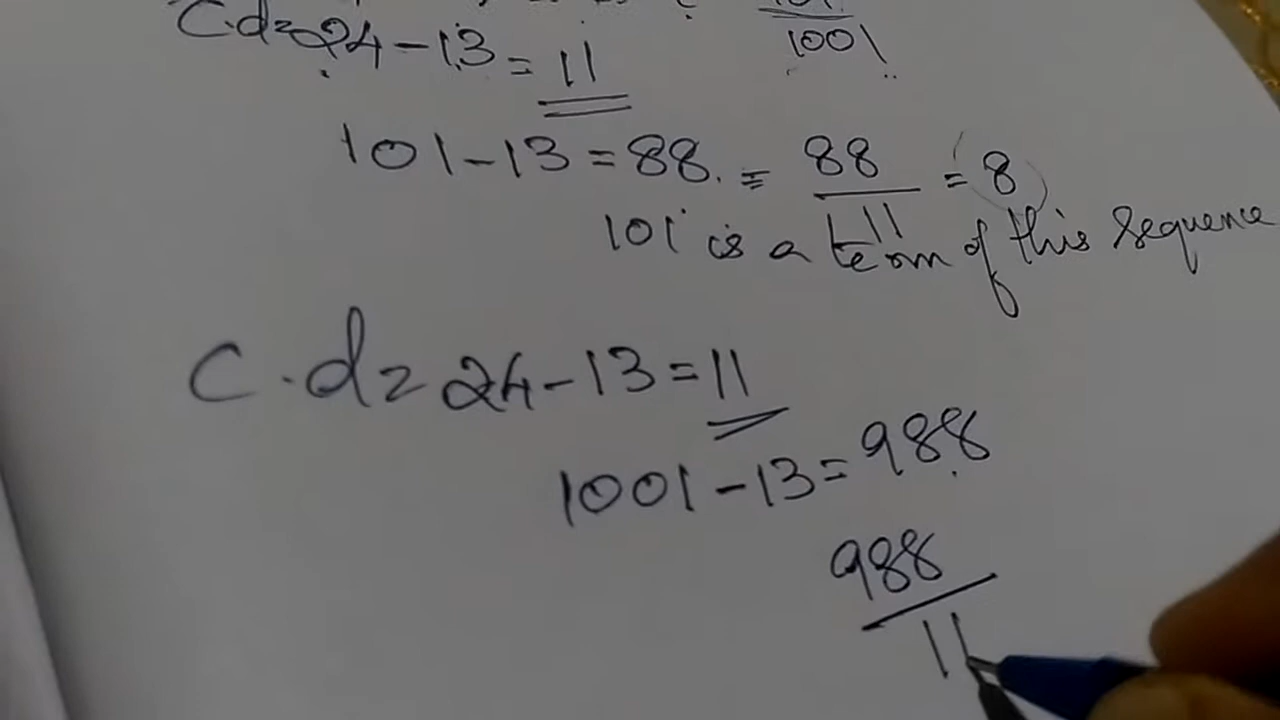 1001
C.d=24-13=11
101-13=88. = 88/11 = 8
101 is a term of this sequence
C.d=24-13=11
1001-13=988
988/11